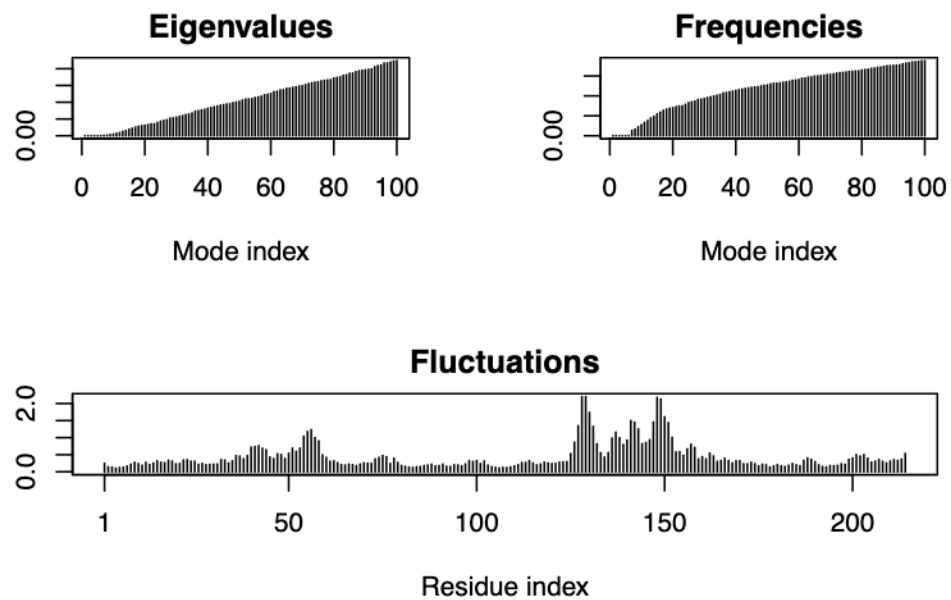 Eigenvalues
0.00
0 20 40 60 80 100
Mode index
Frequencies
0.00
0 20 40 60 80 100
Mode index
Fluctuations
2.0
0.0
1 50 100 150 200
Residue index